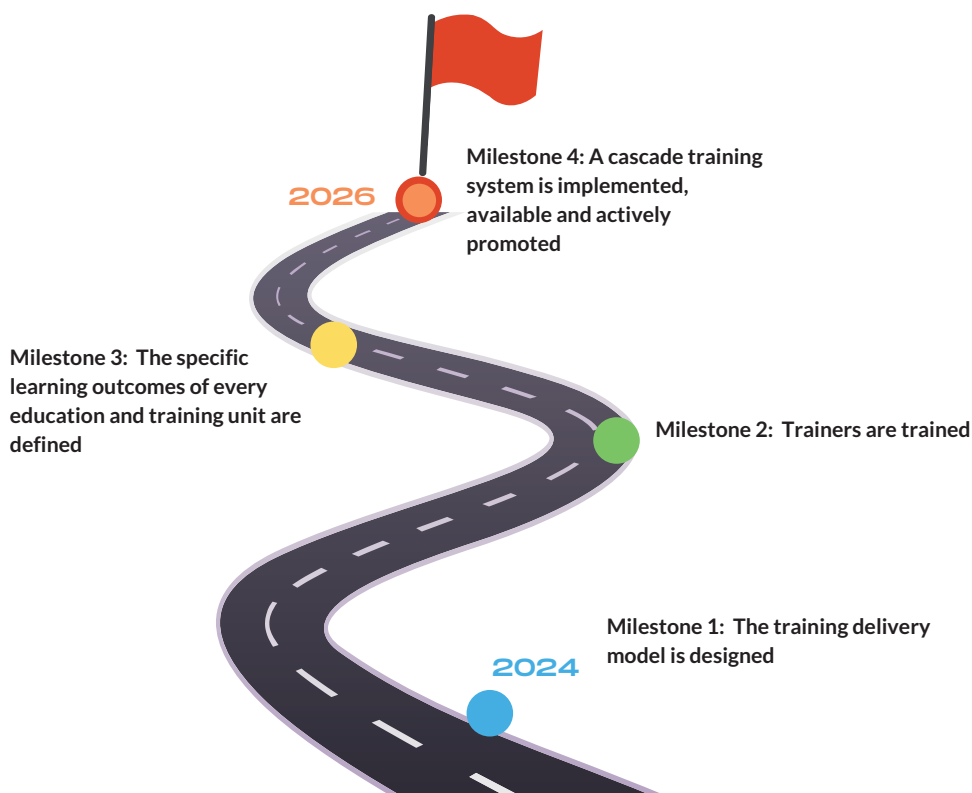 Milestone 4: A cascade training
system is implemented,
available and actively
promoted
2026
Milestone 3:  The specific
learning outcomes of every
education and training unit are
defined
Milestone 2:  Trainers are trained
Milestone 1:  The training delivery
model is designed
2024